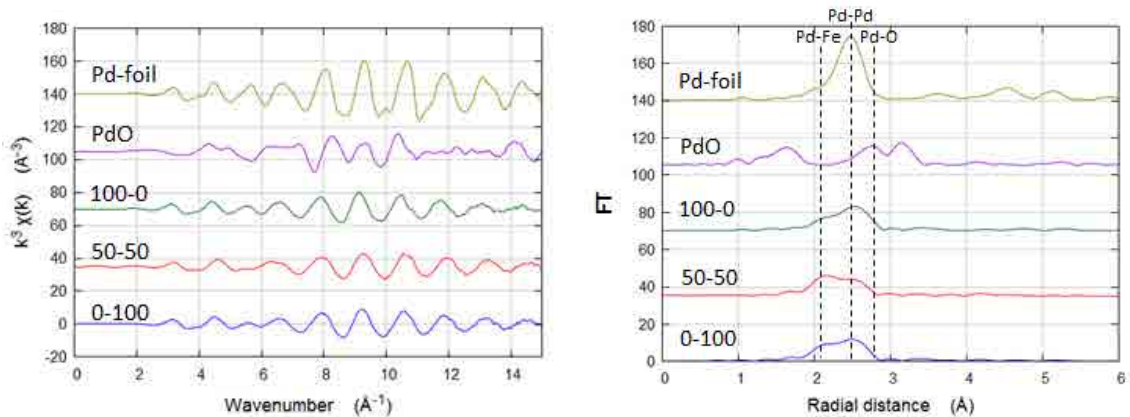 160
140
120
100
80
60
40
20
0
-20
k³ χ(k) (Å⁻³)
Pd-foil
PdO
100-0
50-50
0-100
0 2 4 6 8 10 12 14
Wavenumber (Å⁻¹)
Pd-Pd
Pd-Fe Pd-O
180
160
140
120
100
80
60
40
20
0
FT
Pd-foil
PdO
100-0
50-50
0-100
0 1 2 3 4 5 6
Radial distance (Å)